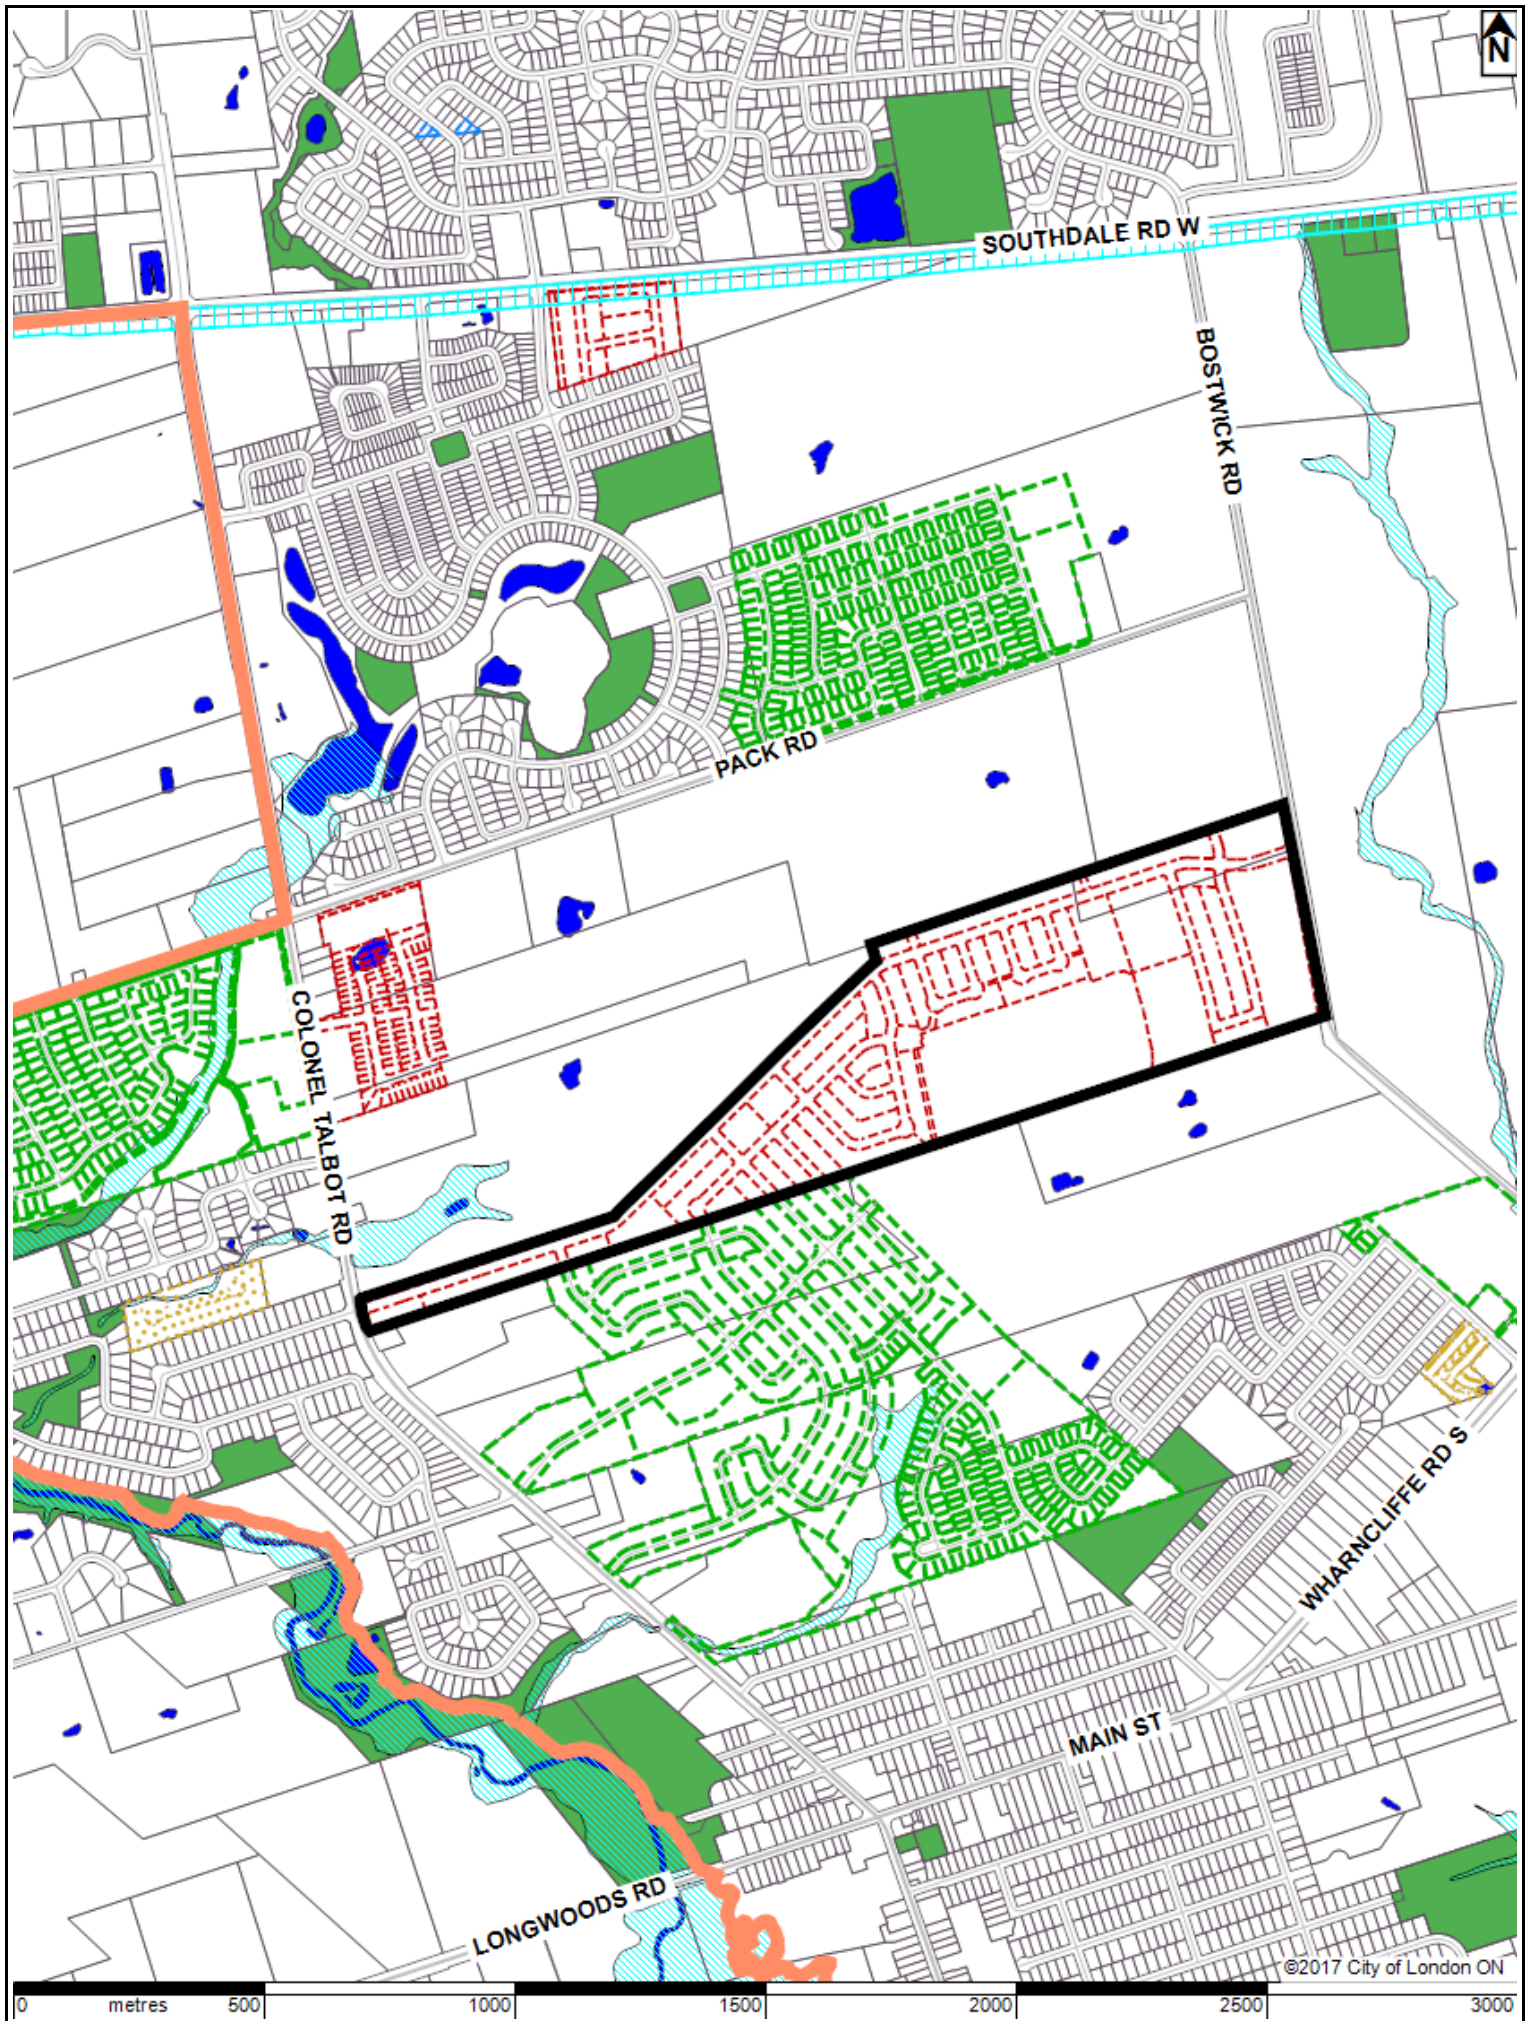 N
SOUTHDALE RD W
BOSTWICK RD
PACK RD
COLONEL TALBOT RD
WHARNCLIFFE RD S
MAIN ST
LONGWOODS RD
©2017 City of London ON
0 metres 500 1000 1500 2000 2500 3000